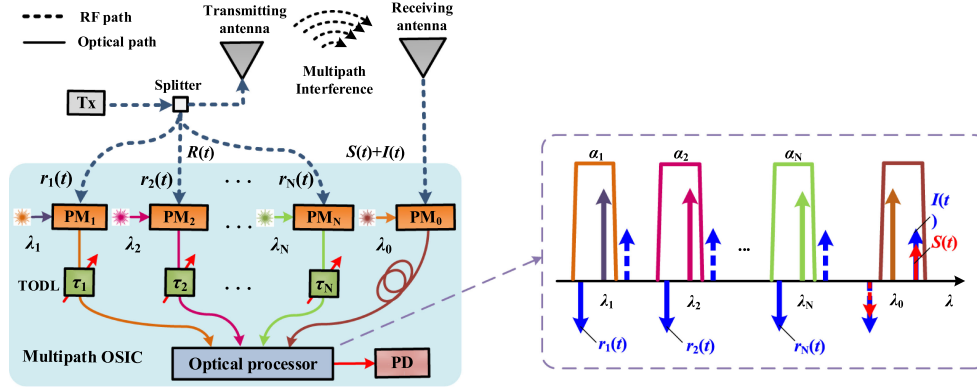 RF path
Optical path
Transmitting
antenna
Receiving
antenna
Multipath
Interference
Splitter
Tx
R(t)
S(t)+I(t)
r1(t)
r2(t)
. . .
rN(t)
PM1
PM2
PMN
PM0
λ1
λ2
. . .
λN
λ0
TODL
τ1
τ2
. . .
τN
Multipath OSIC
Optical processor
PD
α1
α2
αN
I(t
)
S(t)
...
λ1
λ2
λN
λ0
λ
r1(t)
r2(t)
rN(t)